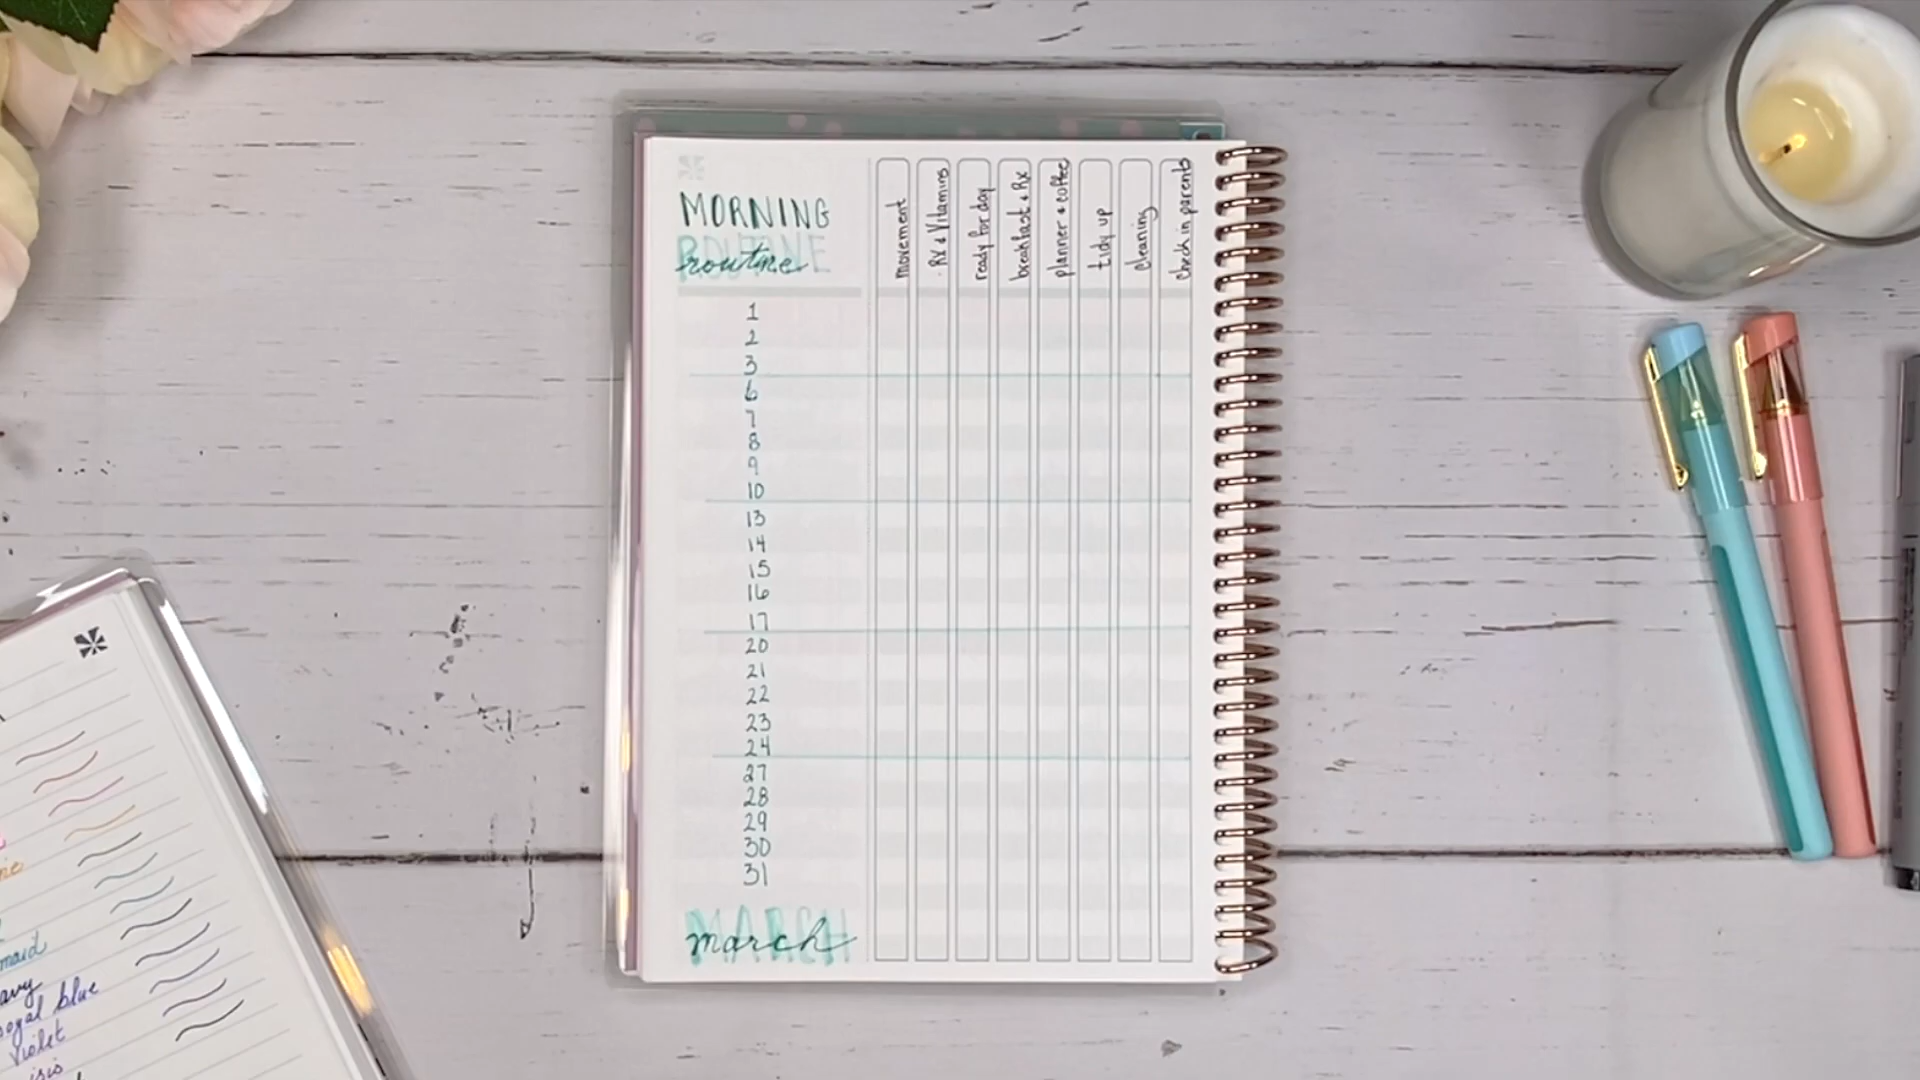 MORNING
ROUTINE
routine
movement
Rx & Vitamins
ready for day
breakfast & Rx
planner & coffee
tidy up
cleaning
check in parents
1
2
3
6
7
8
9
10
13
14
15
16
17
20
21
22
23
24
27
28
29
30
31
MARCH
march
royal blue
violet